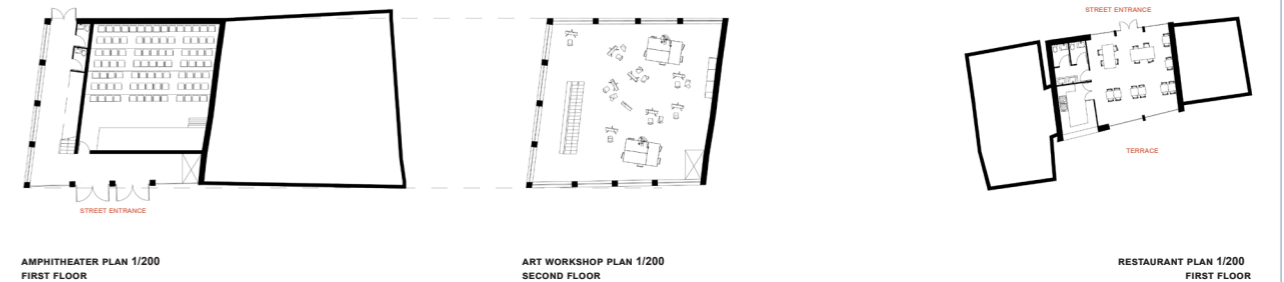 STREET ENTRANCE
TERRACE
STREET ENTRANCE
AMPHITHEATER PLAN 1/200
FIRST FLOOR
ART WORKSHOP PLAN 1/200
SECOND FLOOR
RESTAURANT PLAN 1/200
FIRST FLOOR